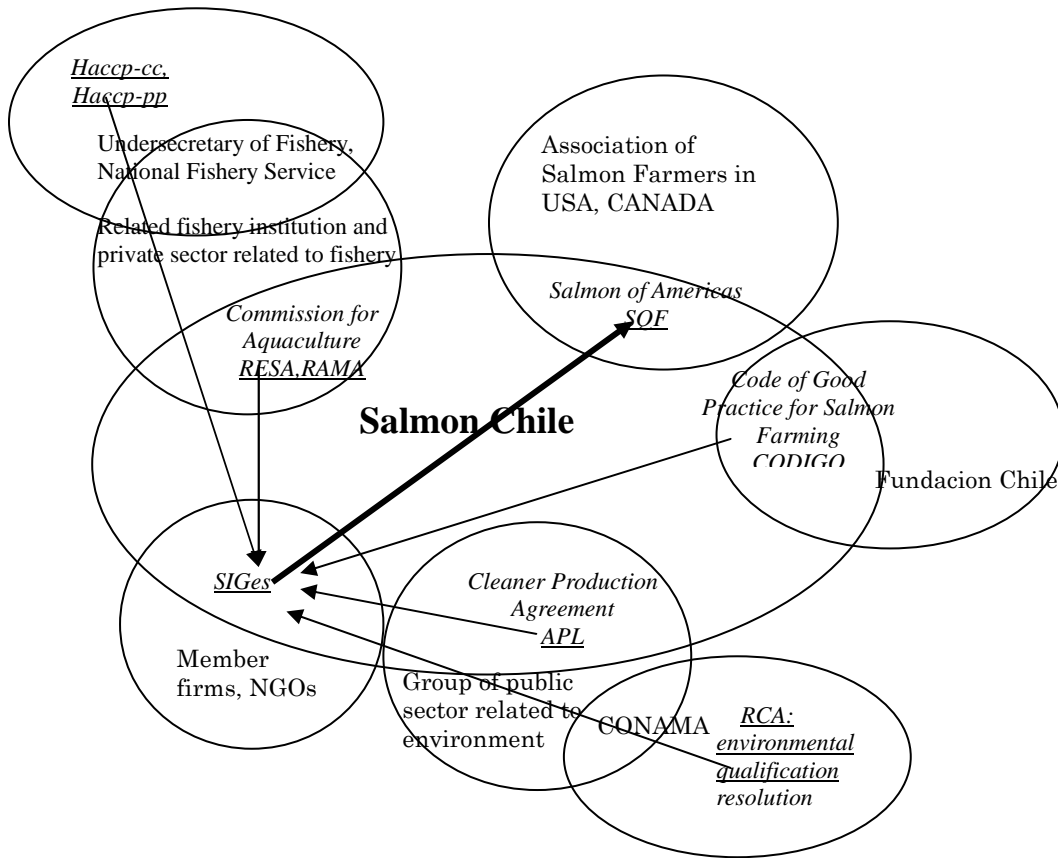 Haccp-cc,
Haccp-pp
Undersecretary of Fishery,
National Fishery Service
Related fishery institution and
private sector related to fishery
Commission for
Aquaculture
RESA,RAMA
Association of
Salmon Farmers in
USA, CANADA
Salmon of Americas
SQF
Salmon Chile
Code of Good
Practice for Salmon
Farming
CODIGO
Fundacion Chile
SIGes
Member
firms, NGOs
Cleaner Production
Agreement
APL
Group of public
sector related to
environment
CONAMA
RCA:
environmental
qualification
resolution